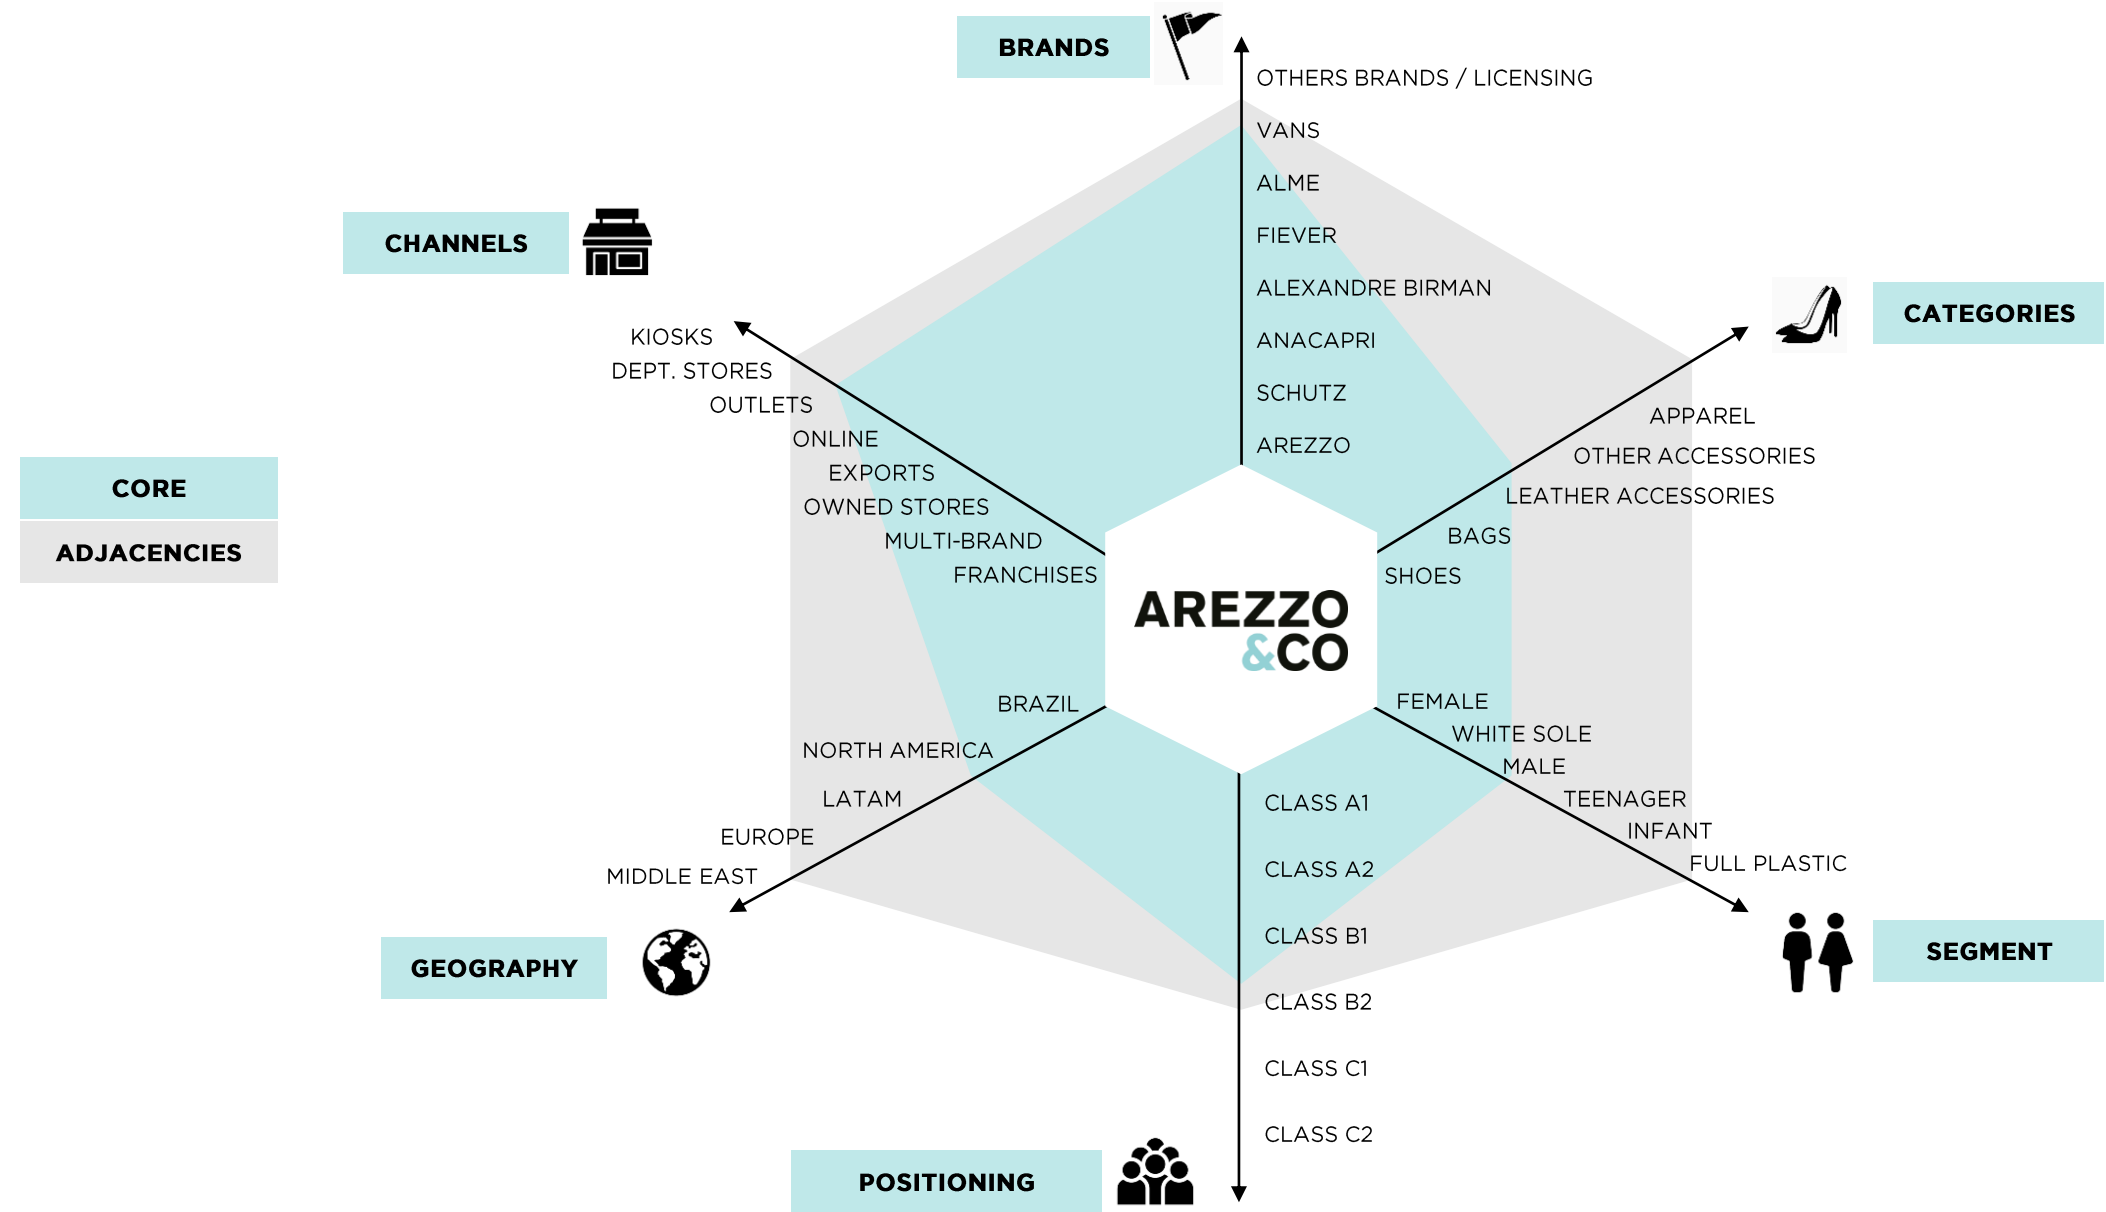 BRANDS
OTHERS BRANDS / LICENSING
VANS
ALME
FIEVER
ALEXANDRE BIRMAN
ANACAPRI
SCHUTZ
AREZZO
CHANNELS
KIOSKS
DEPT. STORES
OUTLETS
ONLINE
EXPORTS
OWNED STORES
MULTI-BRAND
FRANCHISES
CATEGORIES
APPAREL
OTHER ACCESSORIES
LEATHER ACCESSORIES
BAGS
SHOES
CORE
ADJACENCIES
AREZZO
&CO
BRAZIL
NORTH AMERICA
LATAM
EUROPE
MIDDLE EAST
GEOGRAPHY
FEMALE
WHITE SOLE
MALE
TEENAGER
INFANT
FULL PLASTIC
SEGMENT
CLASS A1
CLASS A2
CLASS B1
CLASS B2
CLASS C1
CLASS C2
POSITIONING